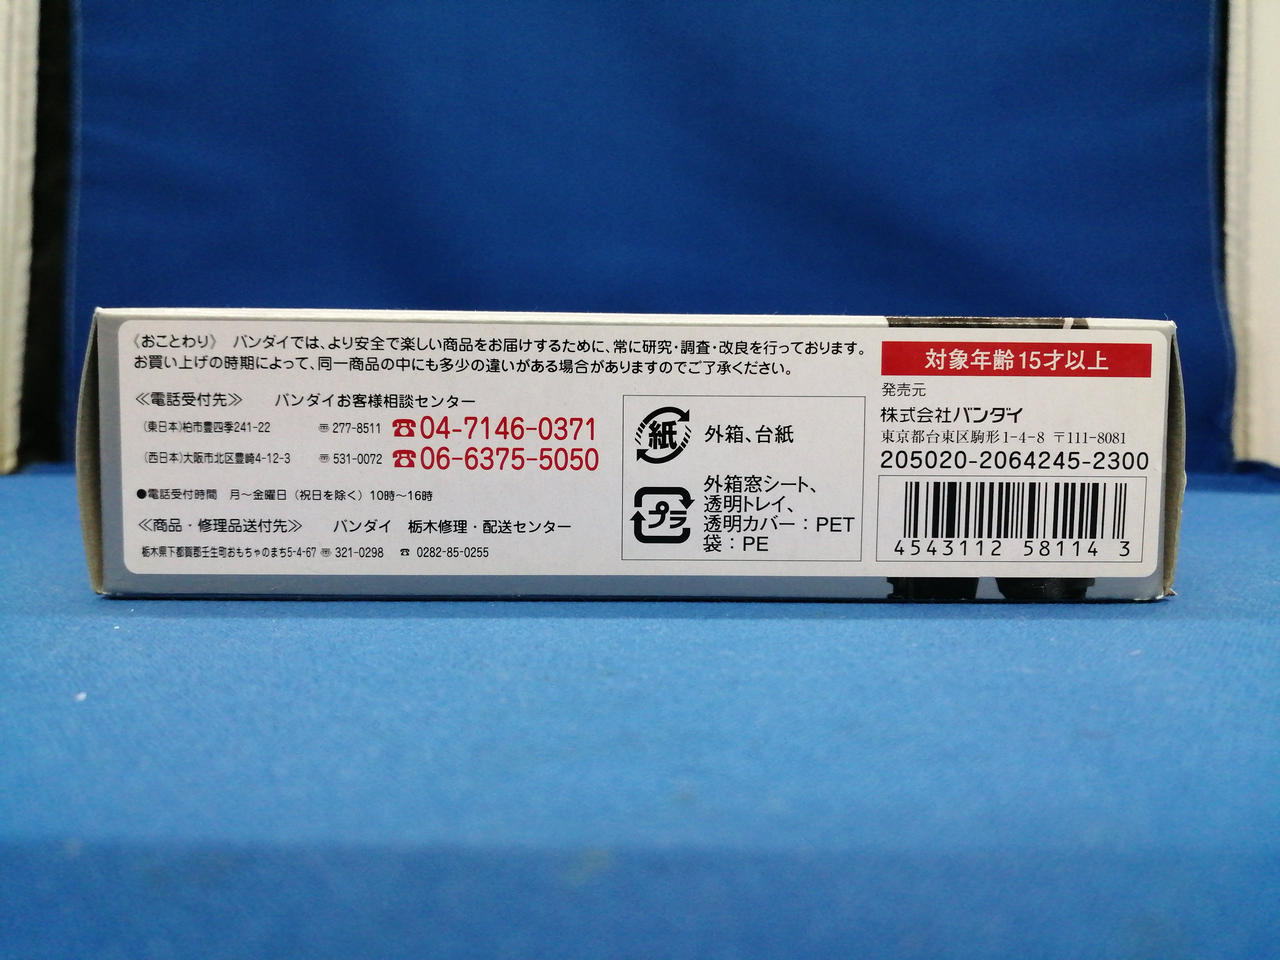 《おことわり》 バンダイでは、より安全で楽しい商品をお届けするために、常に研究・調査・改良を行っております。
お買い上げの時期によって、同一商品の中にも多少の違いがある場合がありますのでご了承ください。
≪電話受付先≫ バンダイお客様相談センター
(東日本)柏市豊四季241-22 〠 277-8511 ☎04-7146-0371
(西日本)大阪市北区豊崎4-12-3 〠 531-0072 ☎06-6375-5050
●電話受付時間 月〜金曜日(祝日を除く)10時〜16時
≪商品・修理品送付先≫ バンダイ 栃木修理・配送センター
栃木県下都賀郡壬生町おもちゃのまち5-4-67 〠 321-0298 ☎ 0282-85-0255
紙
外箱、台紙
プラ
外箱窓シート、
透明トレイ、
透明カバー：PET
袋：PE
対象年齢15才以上
発売元
株式会社バンダイ
東京都台東区駒形1-4-8 〒111-8081
205020-2064245-2300
4543112 58114 3